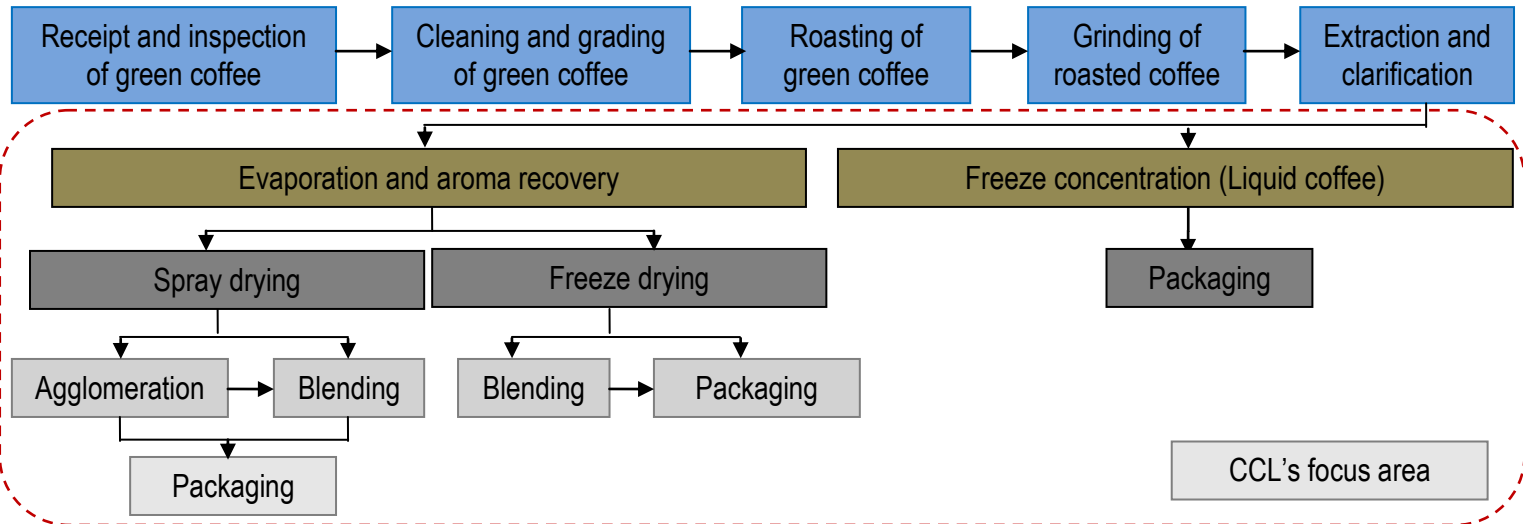 Receipt and inspection
of green coffee
Cleaning and grading
of green coffee
Roasting of
green coffee
Grinding of
roasted coffee
Extraction and
clarification
Evaporation and aroma recovery
Freeze concentration (Liquid coffee)
Spray drying
Freeze drying
Packaging
Agglomeration
Blending
Blending
Packaging
Packaging
CCL's focus area